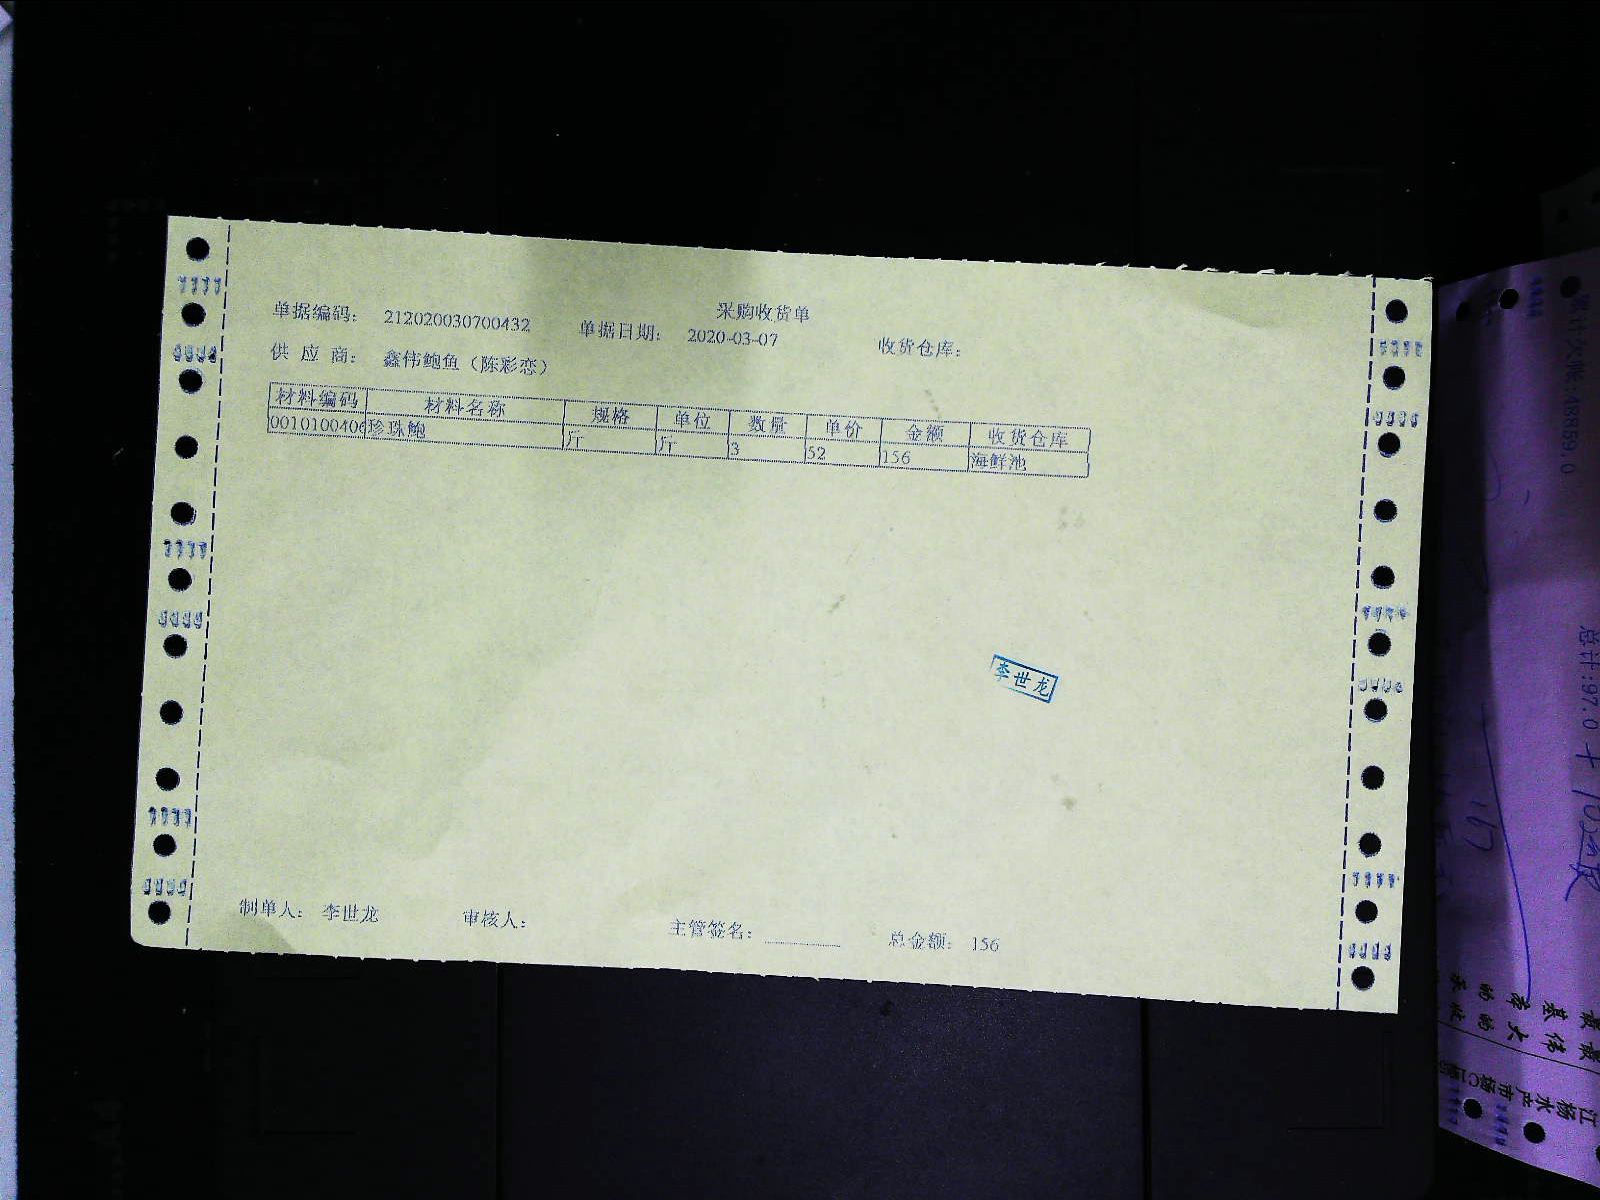 采购收货单
单据编码： 212020030700432 单据日期： 2020-03-07 收货仓库：
供 应 商： 鑫伟鲍鱼（陈彩恋）
材料编码 材料名称 规格 单位 数量 单价 金额 收货仓库
0010100406 珍珠鲍 斤 斤 3 52 156 海鲜池
李世龙
制单人： 李世龙 审核人： 主管签名： 总金额： 156
总计:97.0